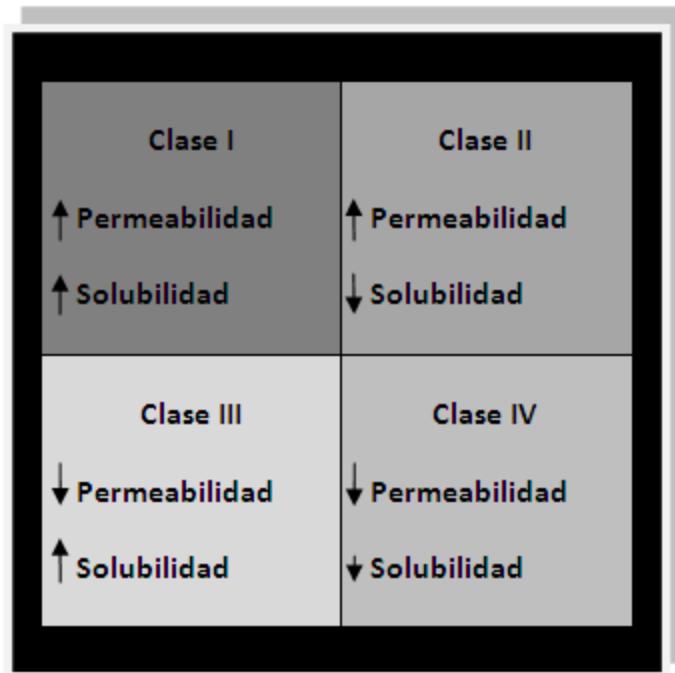 Clase I
↑ Permeabilidad
↑ Solubilidad
Clase II
↑ Permeabilidad
↓ Solubilidad
Clase III
↓ Permeabilidad
↑ Solubilidad
Clase IV
↓ Permeabilidad
↓ Solubilidad